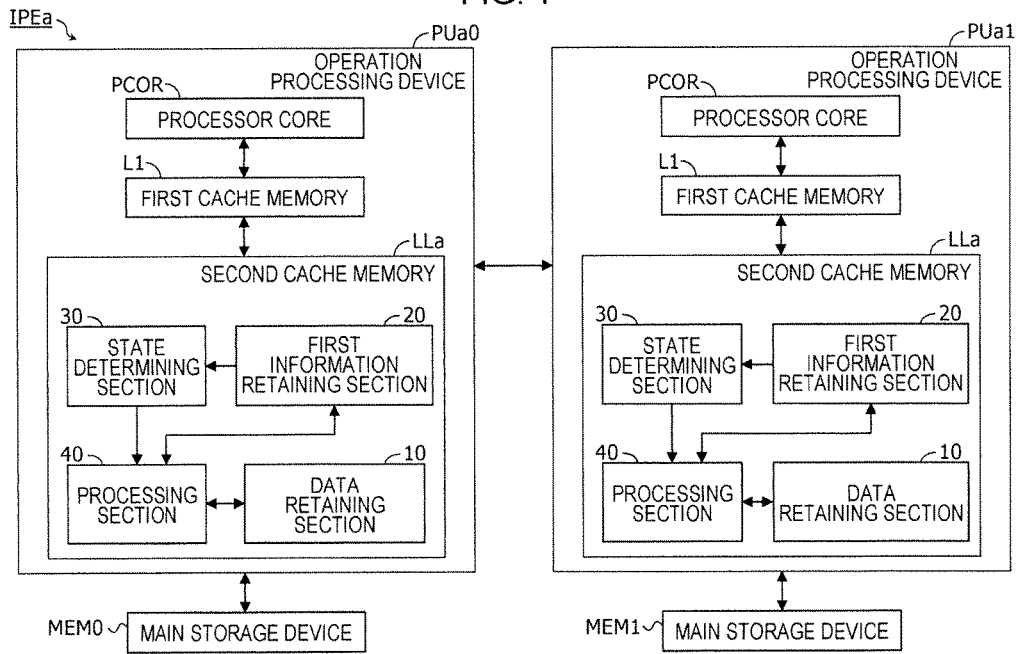 IPEa
PUa0
OPERATION
PROCESSING DEVICE
PCOR
PROCESSOR CORE
L1
FIRST CACHE MEMORY
LLa
SECOND CACHE MEMORY
30
STATE
DETERMINING
SECTION
20
FIRST
INFORMATION
RETAINING SECTION
40
PROCESSING
SECTION
10
DATA
RETAINING SECTION
MEM0
MAIN STORAGE DEVICE
PUa1
OPERATION
PROCESSING DEVICE
PCOR
PROCESSOR CORE
L1
FIRST CACHE MEMORY
LLa
SECOND CACHE MEMORY
30
STATE
DETERMINING
SECTION
20
FIRST
INFORMATION
RETAINING SECTION
40
PROCESSING
SECTION
10
DATA
RETAINING SECTION
MEM1
MAIN STORAGE DEVICE